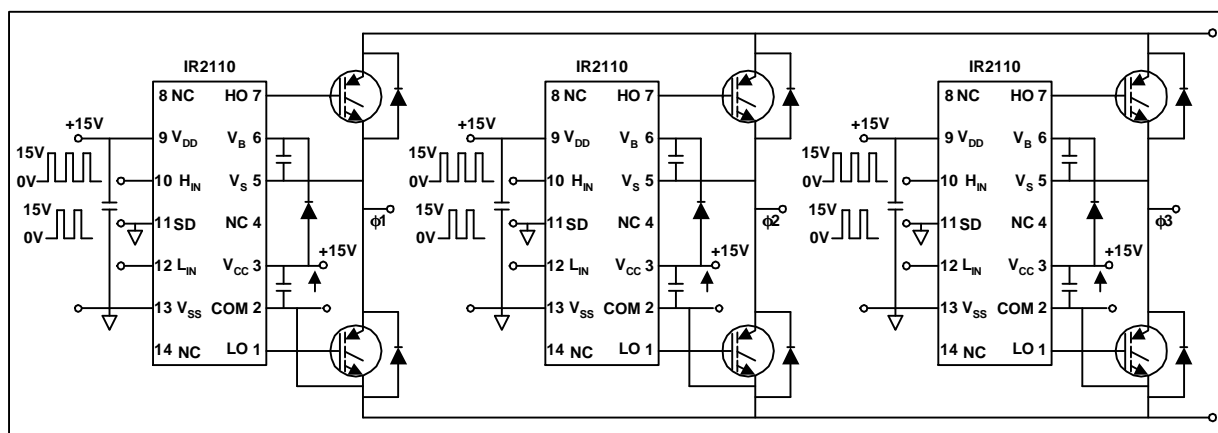 IR2110
8 NC HO 7
+15V
9 VDD VB 6
15V
0V
10 HIN VS 5
15V
0V
11 SD NC 4
ϕ1
+15V
12 LIN VCC 3
13 VSS COM 2
14 NC LO 1
IR2110
8 NC HO 7
+15V
9 VDD VB 6
15V
0V
10 HIN VS 5
15V
0V
11 SD NC 4
ϕ2
+15V
12 LIN VCC 3
13 VSS COM 2
14 NC LO 1
IR2110
8 NC HO 7
+15V
9 VDD VB 6
15V
0V
10 HIN VS 5
15V
0V
11 SD NC 4
ϕ3
+15V
12 LIN VCC 3
13 VSS COM 2
14 NC LO 1